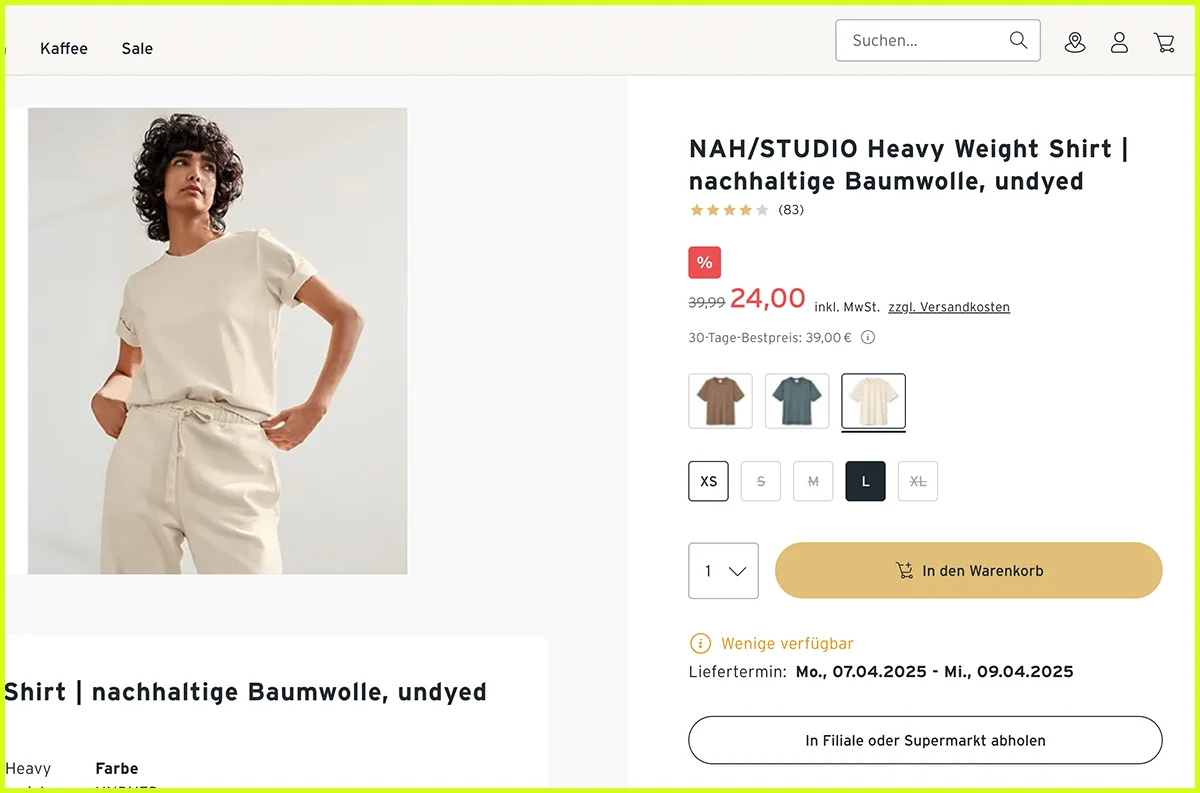 Kaffee Sale Suchen...
NAH/STUDIO Heavy Weight Shirt |
nachhaltige Baumwolle, undyed
(83)
%
39,99 24,00 inkl. MwSt. zzgl. Versandkosten
30-Tage-Bestpreis: 39,00 €
XS S M L XL
1 In den Warenkorb
Wenige verfügbar
Liefertermin: Mo., 07.04.2025 - Mi., 09.04.2025
In Filiale oder Supermarkt abholen
Shirt | nachhaltige Baumwolle, undyed
Heavy Farbe